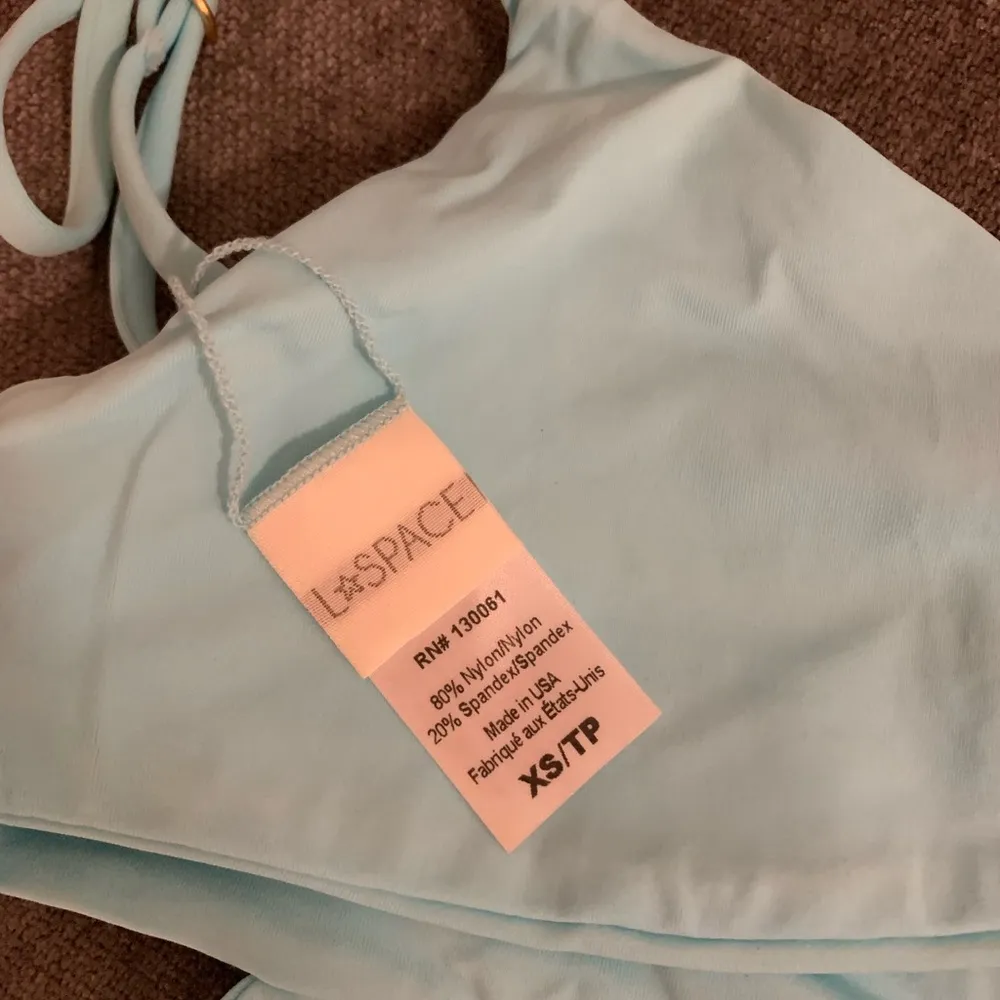 L☆SPACE
RN# 130061
80% Nylon/Nylon
20% Spandex/Spandex
Made in USA
Fabriqué aux États-Unis
XS/TP